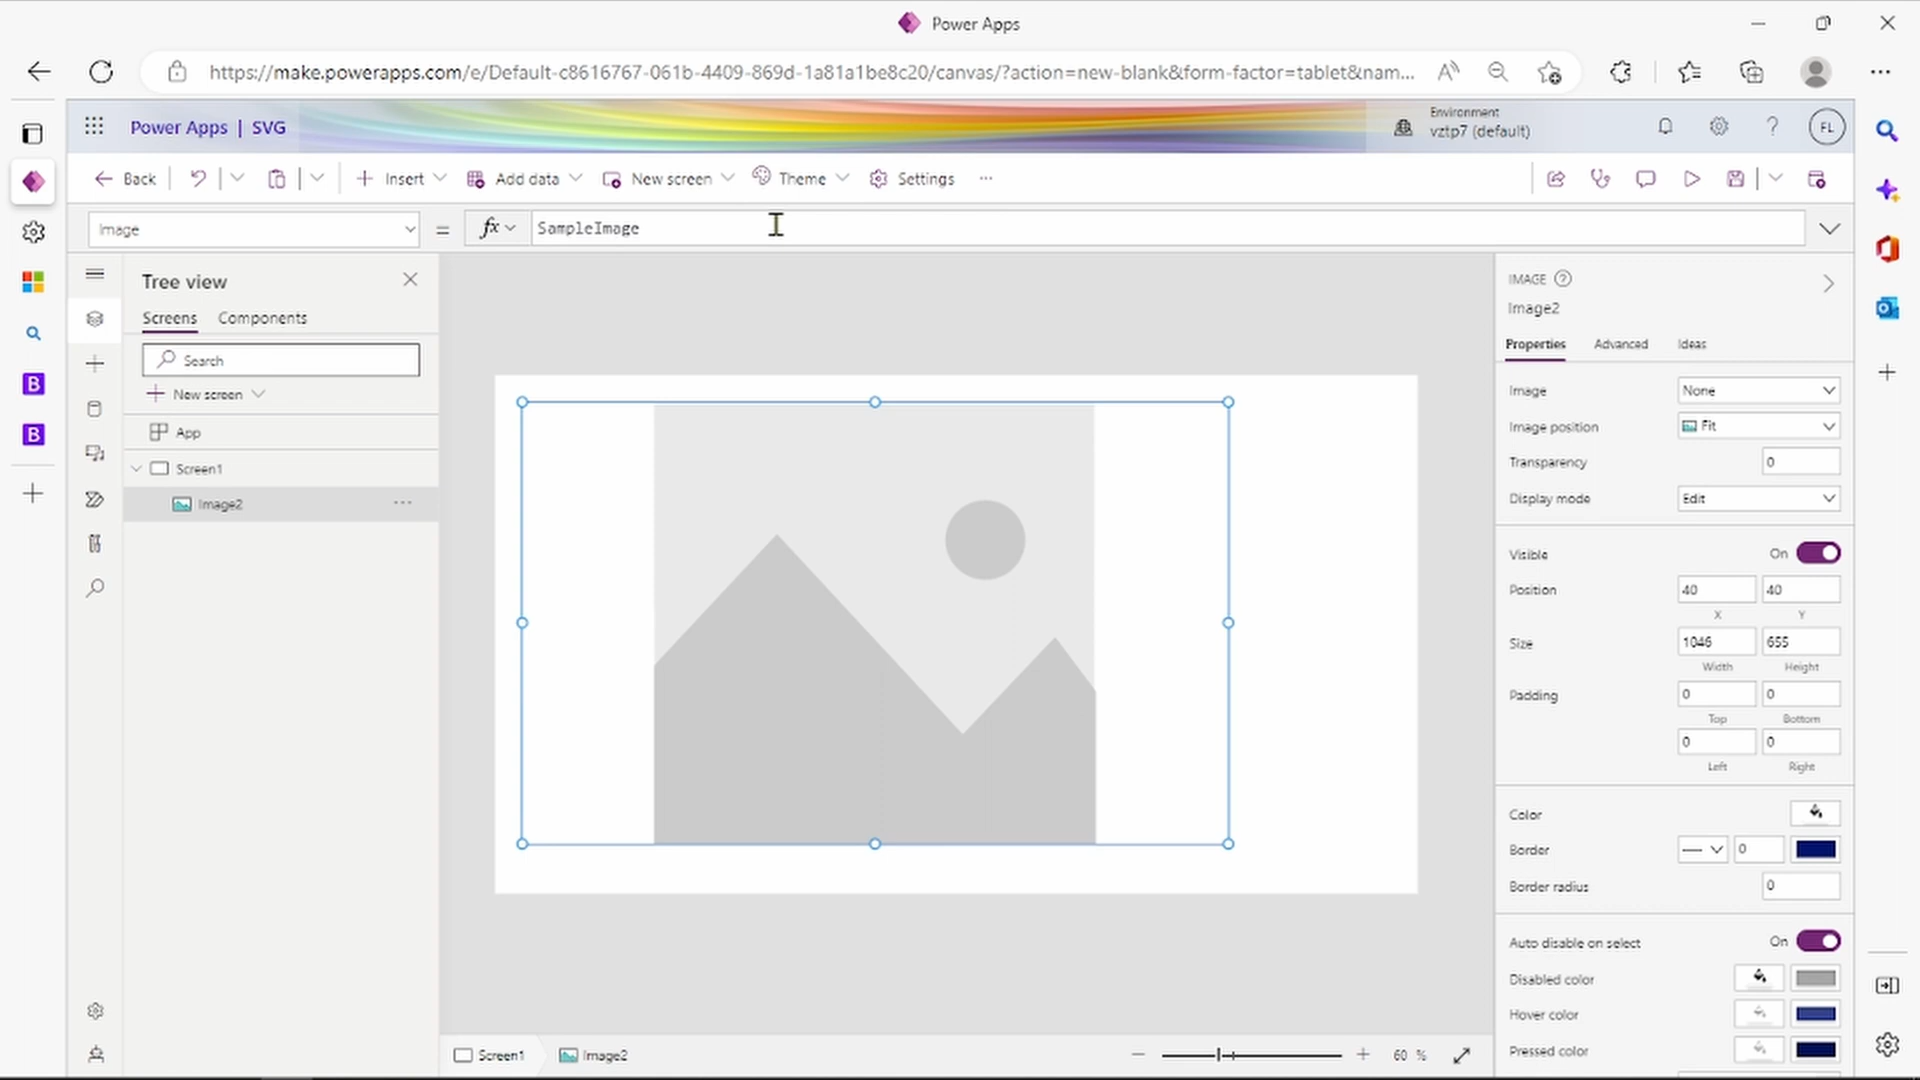 Power Apps
https://make.powerapps.com/e/Default-c8616767-061b-4409-869d-1a81a1be8c20/canvas/?action=new-blank&form-factor=tablet&nam...
Power Apps | SVG
Environment
vztp7 (default)
FL
Back
Insert
Add data
New screen
Theme
Settings
Image
=
fx
SampleImage
Tree view
Screens
Components
Search
New screen
App
Screen1
Image2
IMAGE
Image2
Properties
Advanced
Ideas
Image
None
Image position
Fit
Transparency
0
Display mode
Edit
Visible
On
Position
40
40
X
Y
Size
1046
655
Width
Height
Padding
0
0
Top
Bottom
0
0
Left
Right
Color
Border
0
Border radius
0
Auto disable on select
On
Disabled color
Hover color
Pressed color
Screen1
Image2
60 %
B
B